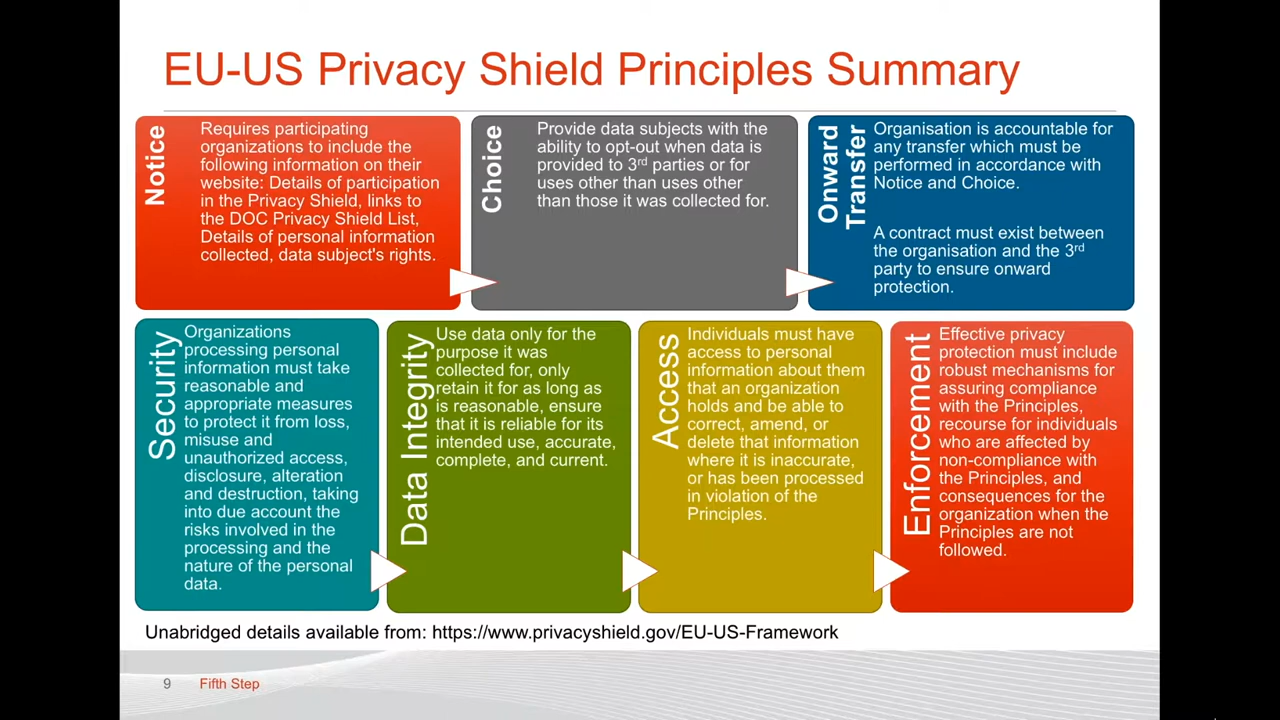 EU-US Privacy Shield Principles Summary
Notice
Requires participating
organizations to include the
following information on their
website: Details of participation
in the Privacy Shield, links to
the DOC Privacy Shield List,
Details of personal information
collected, data subject's rights.
Choice
Provide data subjects with the
ability to opt-out when data is
provided to 3rd parties or for
uses other than uses other
than those it was collected for.
Onward
Transfer
Organisation is accountable for
any transfer which must be
performed in accordance with
Notice and Choice.
A contract must exist between
the organisation and the 3rd
party to ensure onward
protection.
Security
Organizations
processing personal
information must take
reasonable and
appropriate measures
to protect it from loss,
misuse and
unauthorized access,
disclosure, alteration
and destruction, taking
into due account the
risks involved in the
processing and the
nature of the personal
data.
Data Integrity
Use data only for the
purpose it was
collected for, only
retain it for as long as
is reasonable, ensure
that it is reliable for its
intended use, accurate,
complete, and current.
Access
Individuals must have
access to personal
information about them
that an organization
holds and be able to
correct, amend, or
delete that information
where it is inaccurate,
or has been processed
in violation of the
Principles.
Enforcement
Effective privacy
protection must include
robust mechanisms for
assuring compliance
with the Principles,
recourse for individuals
who are affected by
non-compliance with
the Principles, and
consequences for the
organization when the
Principles are not
followed.
Unabridged details available from: https://www.privacyshield.gov/EU-US-Framework
9 Fifth Step